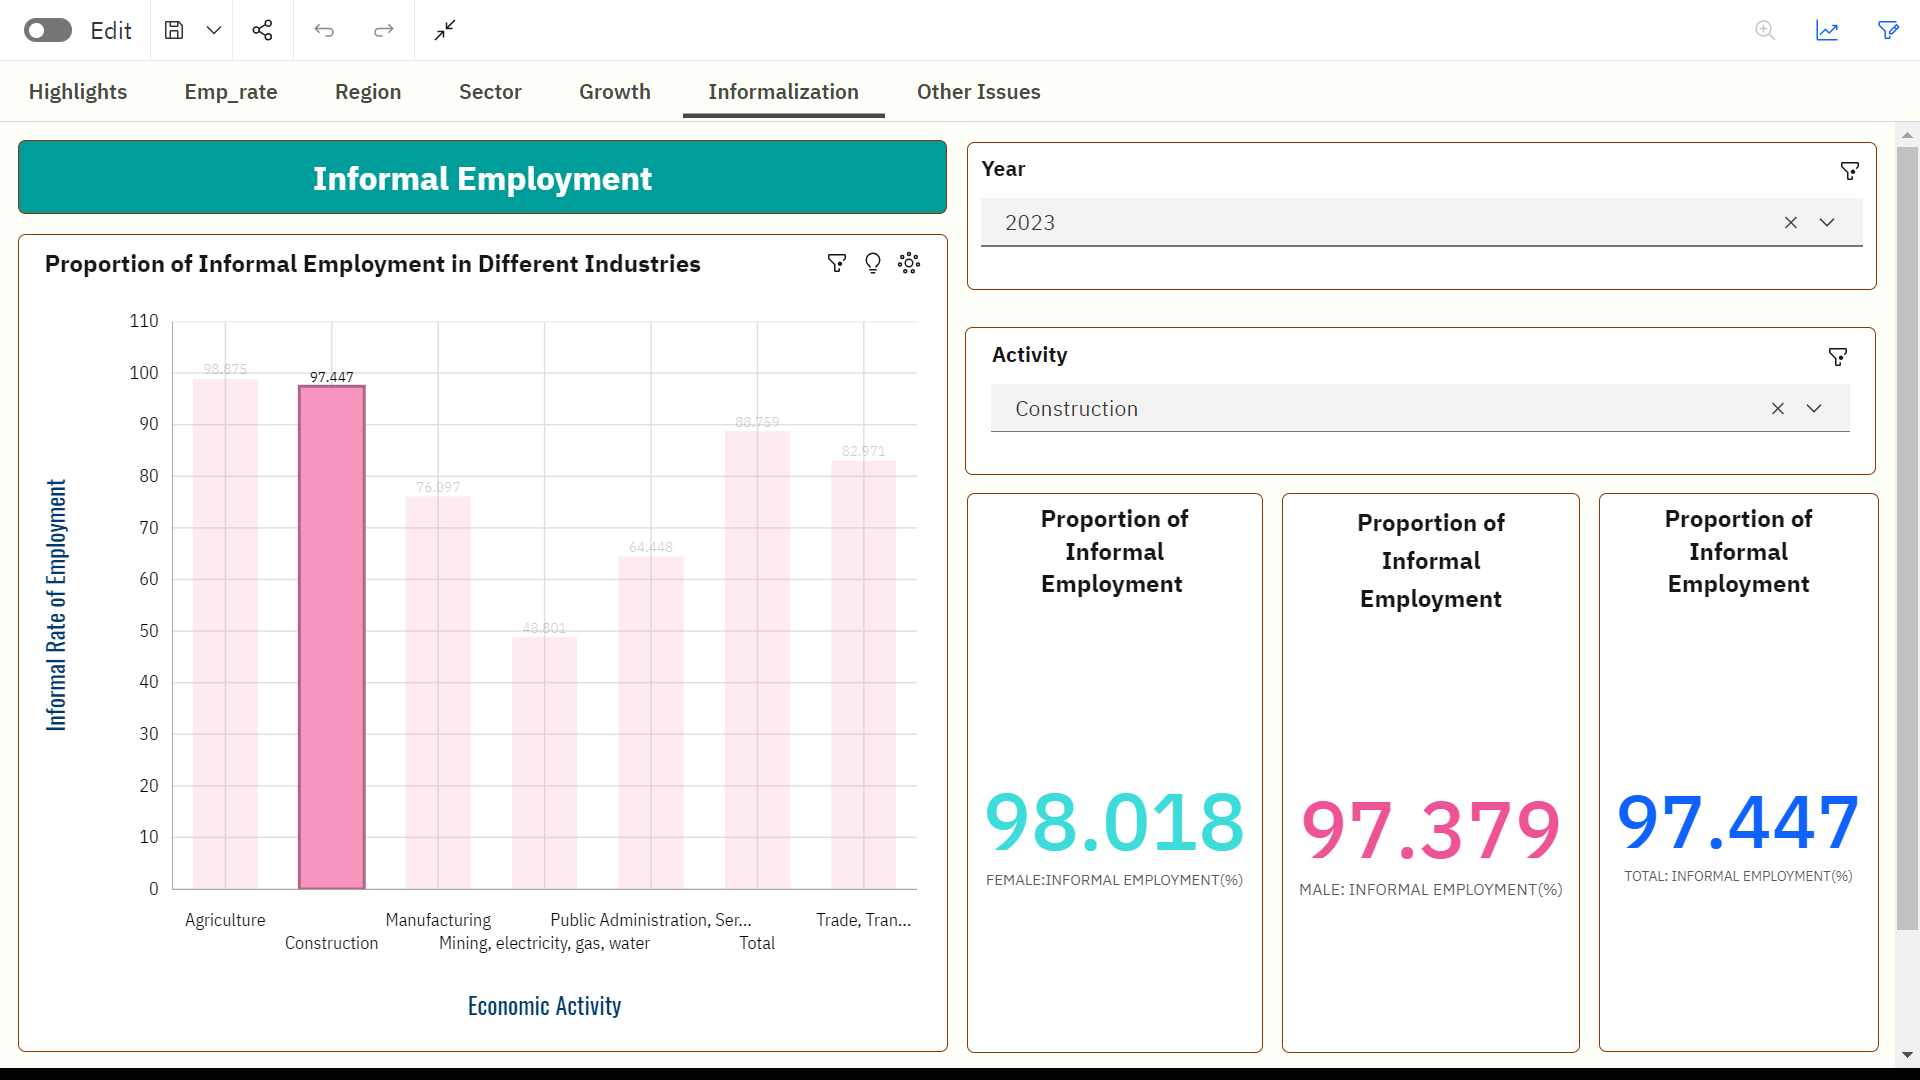 Edit
Highlights
Emp_rate
Region
Sector
Growth
Informalization
Other Issues
Informal Employment
Year
2023
Activity
Construction
Proportion of Informal Employment in Different Industries
Informal Rate of Employment
110
100
90
80
70
60
50
40
30
20
10
0
98.875
97.447
76.097
48.801
64.448
88.759
82.971
Agriculture
Construction
Manufacturing
Mining, electricity, gas, water
Public Administration, Ser...
Total
Trade, Tran...
Economic Activity
Proportion of
Informal
Employment
98.018
FEMALE:INFORMAL EMPLOYMENT(%)
Proportion of
Informal
Employment
97.379
MALE: INFORMAL EMPLOYMENT(%)
Proportion of
Informal
Employment
97.447
TOTAL: INFORMAL EMPLOYMENT(%)